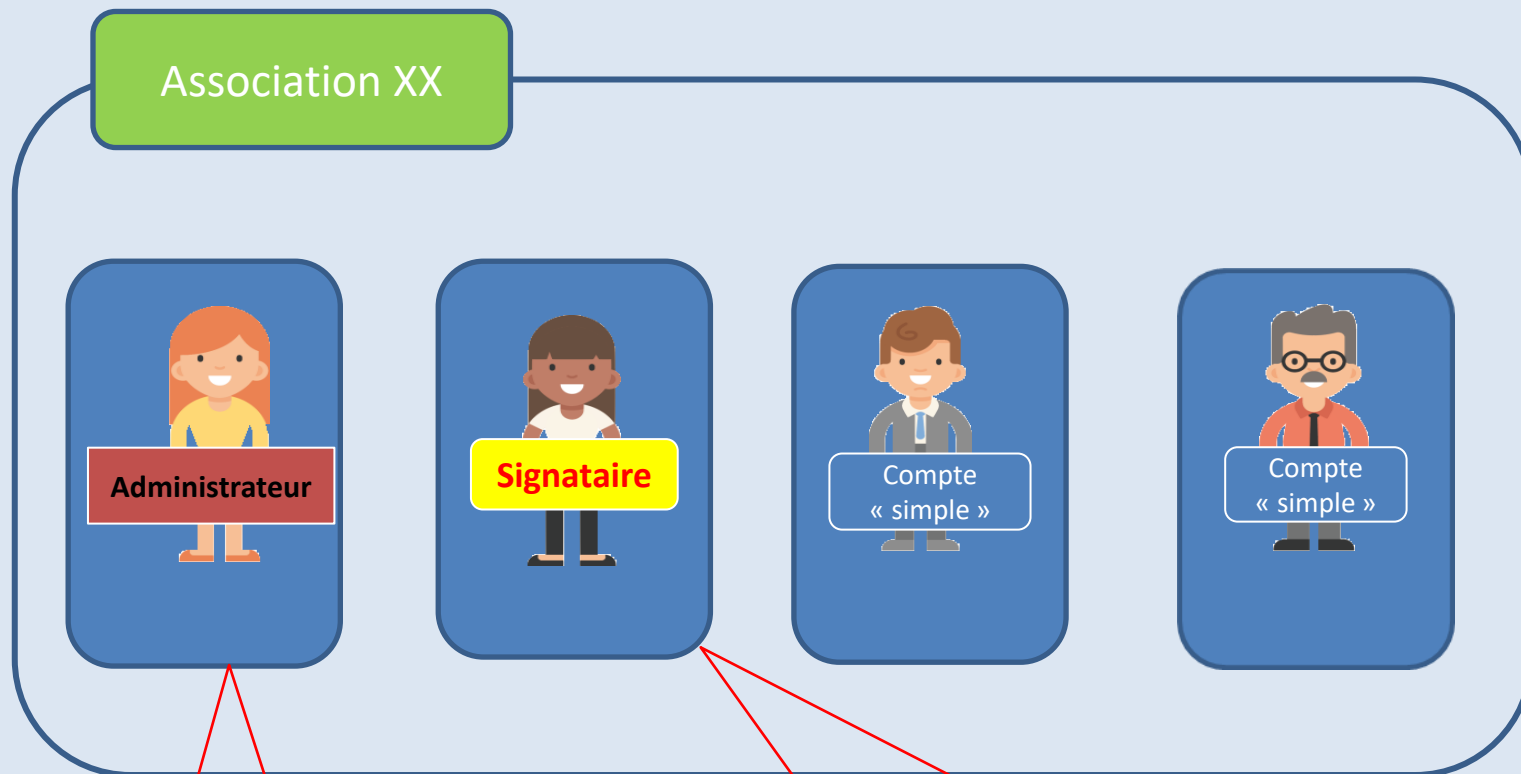 Association XX
Administrateur
Signataire
Compte
« simple »
Compte
« simple »